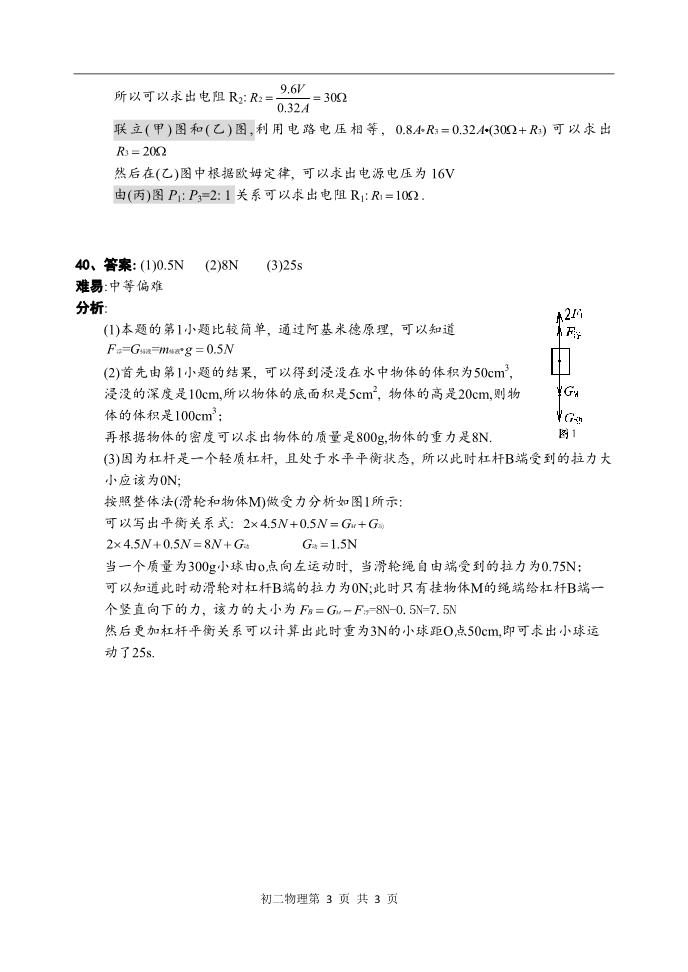 所以可以求出电阻 R₂: R₂ = 9.6V/0.32A = 30Ω
联立(甲)图和(乙)图,利用电路电压相等, 0.8A•R₃ = 0.32A•(30Ω + R₃) 可以求出
R₃ = 20Ω
然后在(乙)图中根据欧姆定律, 可以求出电源电压为 16V
由(丙)图 P₁: P₃=2: 1 关系可以求出电阻 R₁: R₁ = 10Ω .
40、答案: (1)0.5N (2)8N (3)25s
难易:中等偏难
分析:
(1)本题的第1小题比较简单, 通过阿基米德原理, 可以知道
F浮=G排液=m排液•g = 0.5N
(2)首先由第1小题的结果, 可以得到浸没在水中物体的体积为50cm³,
浸没的深度是10cm,所以物体的底面积是5cm², 物体的高是20cm,则物
体的体积是100cm³;
再根据物体的密度可以求出物体的质量是800g,物体的重力是8N.
(3)因为杠杆是一个轻质杠杆, 且处于水平平衡状态, 所以此时杠杆B端受到的拉力大
小应该为0N;
按照整体法(滑轮和物体M)做受力分析如图1所示:
可以写出平衡关系式: 2×4.5N+0.5N = G_M + G动
2×4.5N+0.5N = 8N+G动 G动 = 1.5N
当一个质量为300g小球由o点向左运动时, 当滑轮绳自由端受到的拉力为0.75N;
可以知道此时动滑轮对杠杆B端的拉力为0N;此时只有挂物体M的绳端给杠杆B端一
个竖直向下的力, 该力的大小为 F_B = G_M − F浮=8N-0.5N=7.5N
然后更加杠杆平衡关系可以计算出此时重为3N的小球距O点50cm,即可求出小球运
动了25s.
F浮
G_M
G动
图1
初二物理第 3 页 共 3 页